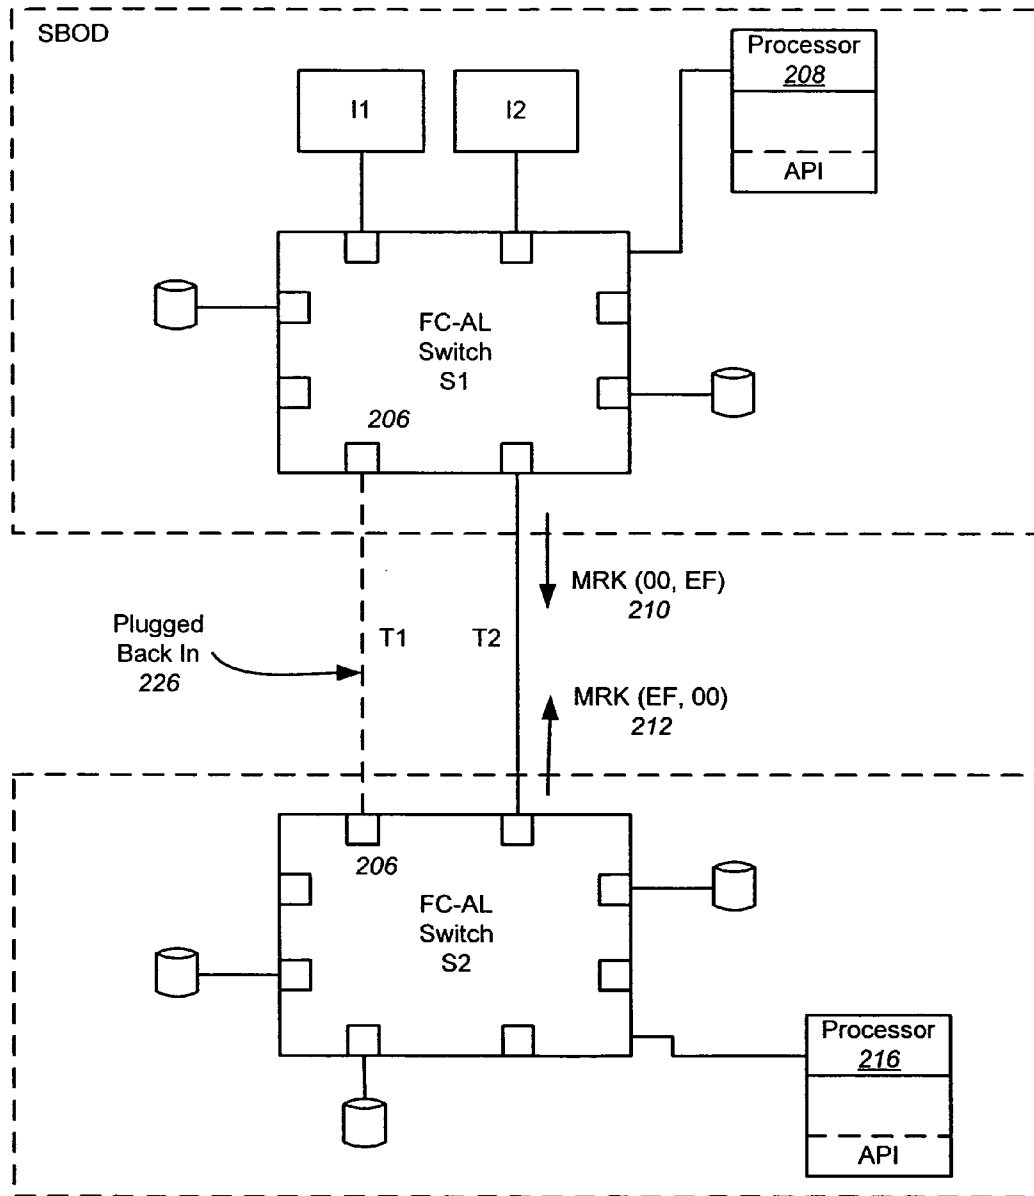 SBOD
Processor
208
I1
I2
API
FC-AL
Switch
S1
206
MRK (00, EF)
210
Plugged
Back In
226
T1
T2
MRK (EF, 00)
212
206
FC-AL
Switch
S2
Processor
216
API